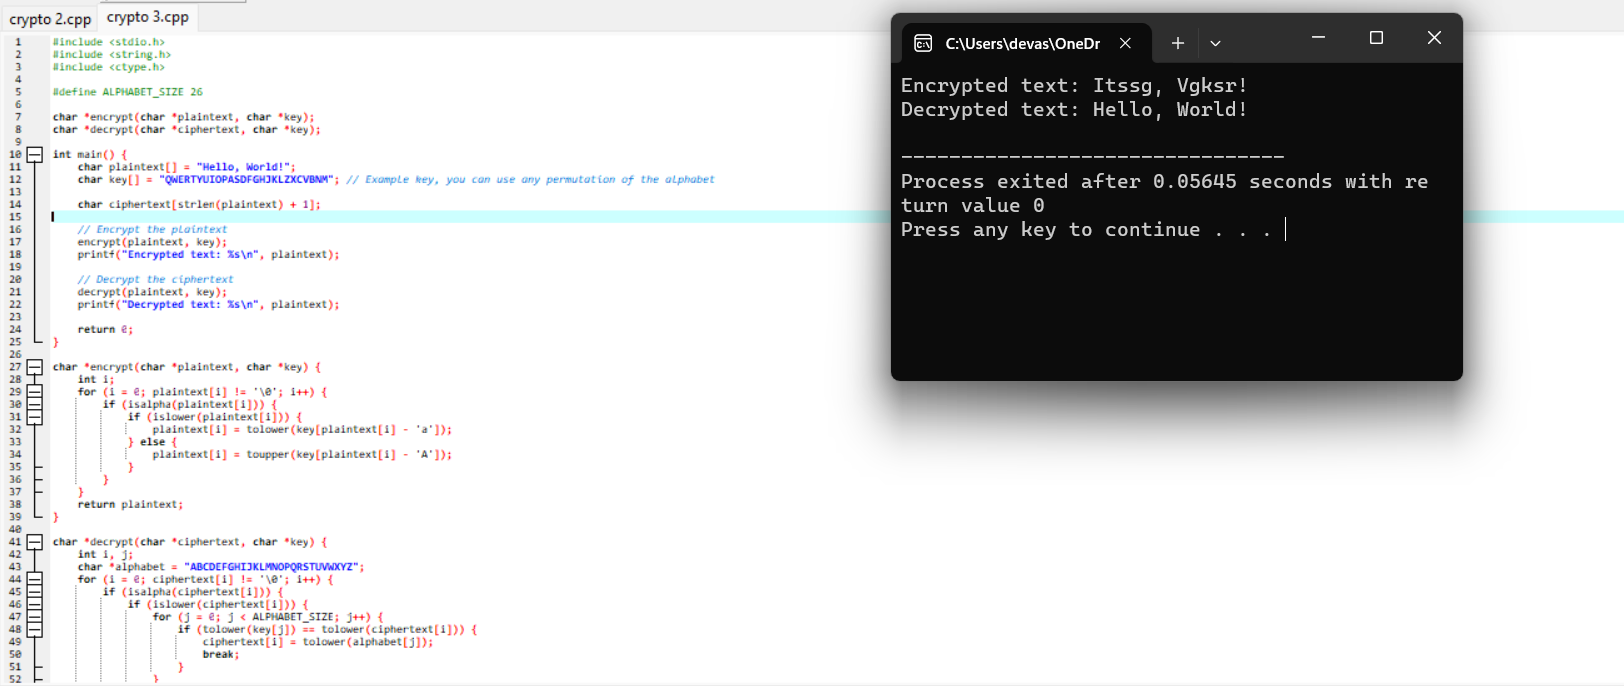 crypto 2.cpp crypto 3.cpp
1 #include <stdio.h>
2 #include <string.h>
3 #include <ctype.h>
4
5 #define ALPHABET_SIZE 26
6
7 char *encrypt(char *plaintext, char *key);
8 char *decrypt(char *ciphertext, char *key);
9
10 int main() {
11 char plaintext[] = "Hello, World!";
12 char key[] = "QWERTYUIOPASDFGHJKLZXCVBNM"; // Example key, you can use any permutation of the alphabet
13
14 char ciphertext[strlen(plaintext) + 1];
15
16 // Encrypt the plaintext
17 encrypt(plaintext, key);
18 printf("Encrypted text: %s\n", plaintext);
19
20 // Decrypt the ciphertext
21 decrypt(plaintext, key);
22 printf("Decrypted text: %s\n", plaintext);
23
24 return 0;
25 }
26
27 char *encrypt(char *plaintext, char *key) {
28 int i;
29 for (i = 0; plaintext[i] != '\0'; i++) {
30 if (isalpha(plaintext[i])) {
31 if (islower(plaintext[i])) {
32 plaintext[i] = tolower(key[plaintext[i] - 'a']);
33 } else {
34 plaintext[i] = toupper(key[plaintext[i] - 'A']);
35 }
36 }
37 }
38 return plaintext;
39 }
40
41 char *decrypt(char *ciphertext, char *key) {
42 int i, j;
43 char *alphabet = "ABCDEFGHIJKLMNOPQRSTUVWXYZ";
44 for (i = 0; ciphertext[i] != '\0'; i++) {
45 if (isalpha(ciphertext[i])) {
46 if (islower(ciphertext[i])) {
47 for (j = 0; j < ALPHABET_SIZE; j++) {
48 if (tolower(key[j]) == tolower(ciphertext[i])) {
49 ciphertext[i] = tolower(alphabet[j]);
50 break;
51 }
52 }
C:\Users\devas\OneDr
Encrypted text: Itssg, Vgksr!
Decrypted text: Hello, World!
--------------------------------
Process exited after 0.05645 seconds with re
turn value 0
Press any key to continue . . .